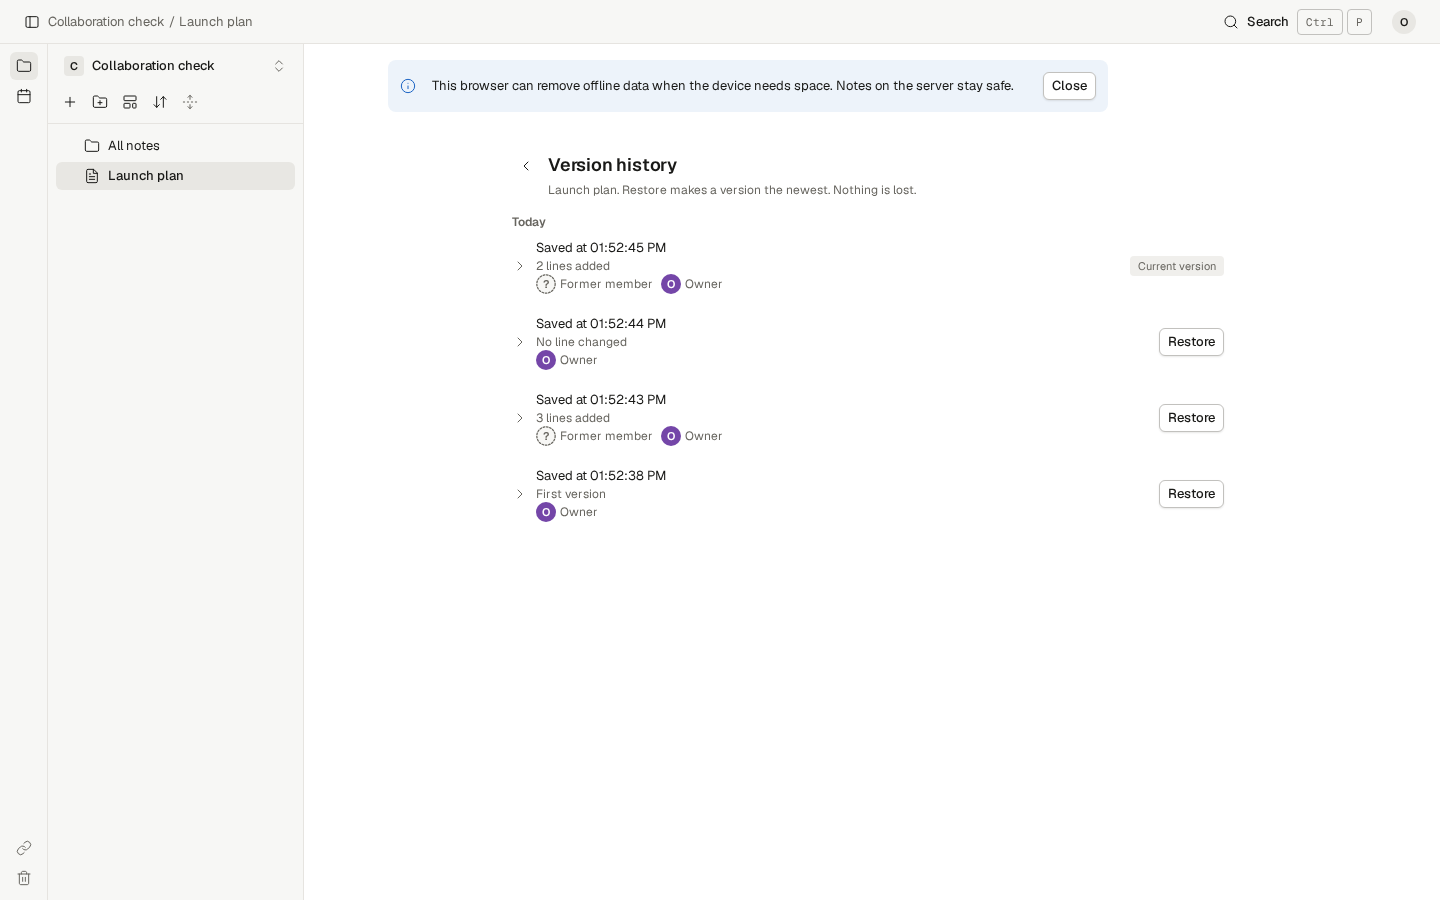 Collaboration check / Launch plan
Search Ctrl P O
C Collaboration check
This browser can remove offline data when the device needs space. Notes on the server stay safe. Close
All notes
Launch plan
Version history
Launch plan. Restore makes a version the newest. Nothing is lost.
Today
Saved at 01:52:45 PM
2 lines added
Current version
? Former member O Owner
Saved at 01:52:44 PM
No line changed
Restore
O Owner
Saved at 01:52:43 PM
3 lines added
Restore
? Former member O Owner
Saved at 01:52:38 PM
First version
Restore
O Owner